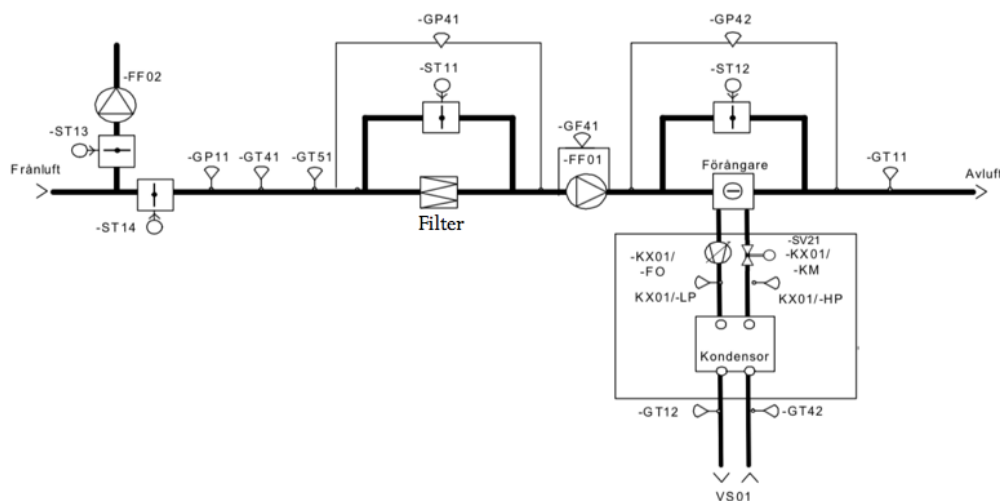 -GP41
-GP42
-FF02
-ST11
-ST12
-ST13
-GP11
-GT41
-GT51
-GF41
-FF01
Förångare
-GT11
Frånluft
Avluft
-ST14
Filter
-KX01/
-FO
-SV21
-KX01/
-KM
KX01/-LP
KX01/-HP
Kondensor
-GT12
-GT42
VS01